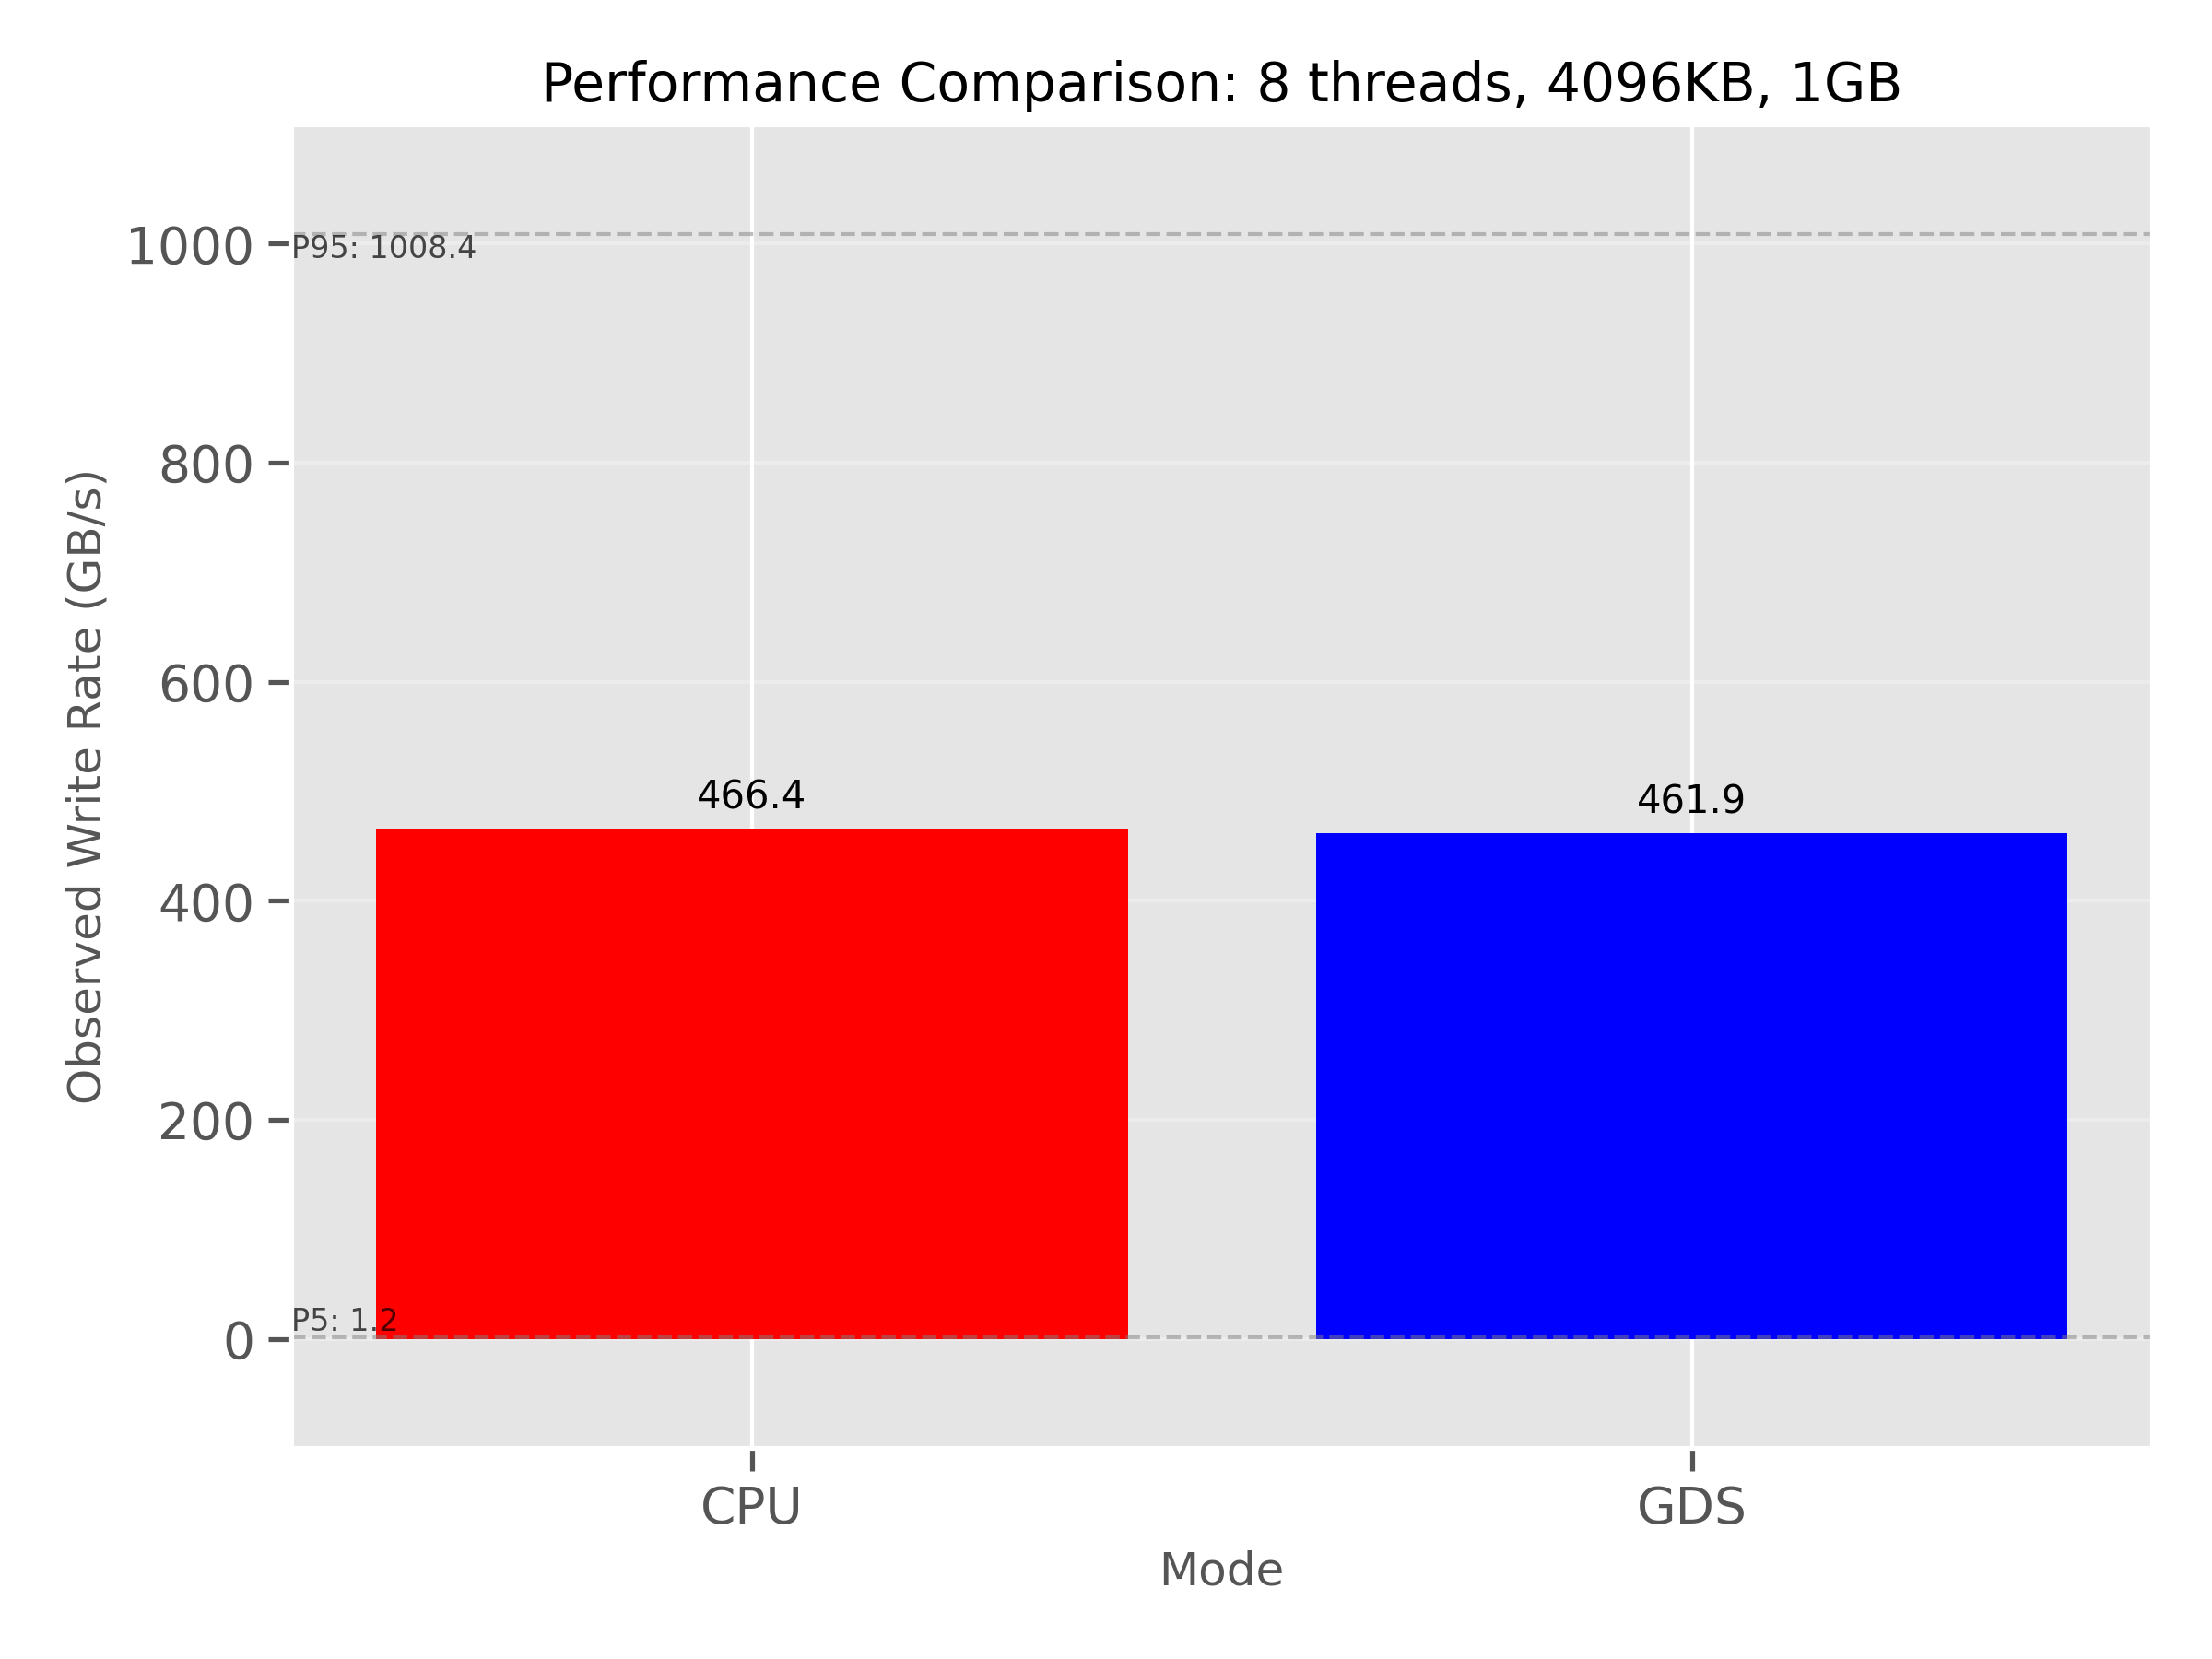 Performance Comparison: 8 threads, 4096KB, 1GB
Observed Write Rate (GB/s)
1000
800
600
400
200
0
P95: 1008.4
466.4
461.9
P5: 1.2
CPU
GDS
Mode